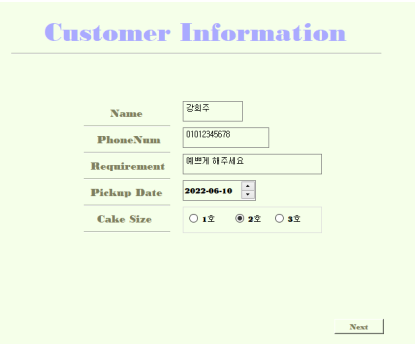 Customer Information
Name 강희주
PhoneNum 01012345678
Requirement 예쁘게 해주세요
Pickup Date 2022-06-10
Cake Size 1호 2호 3호
Next